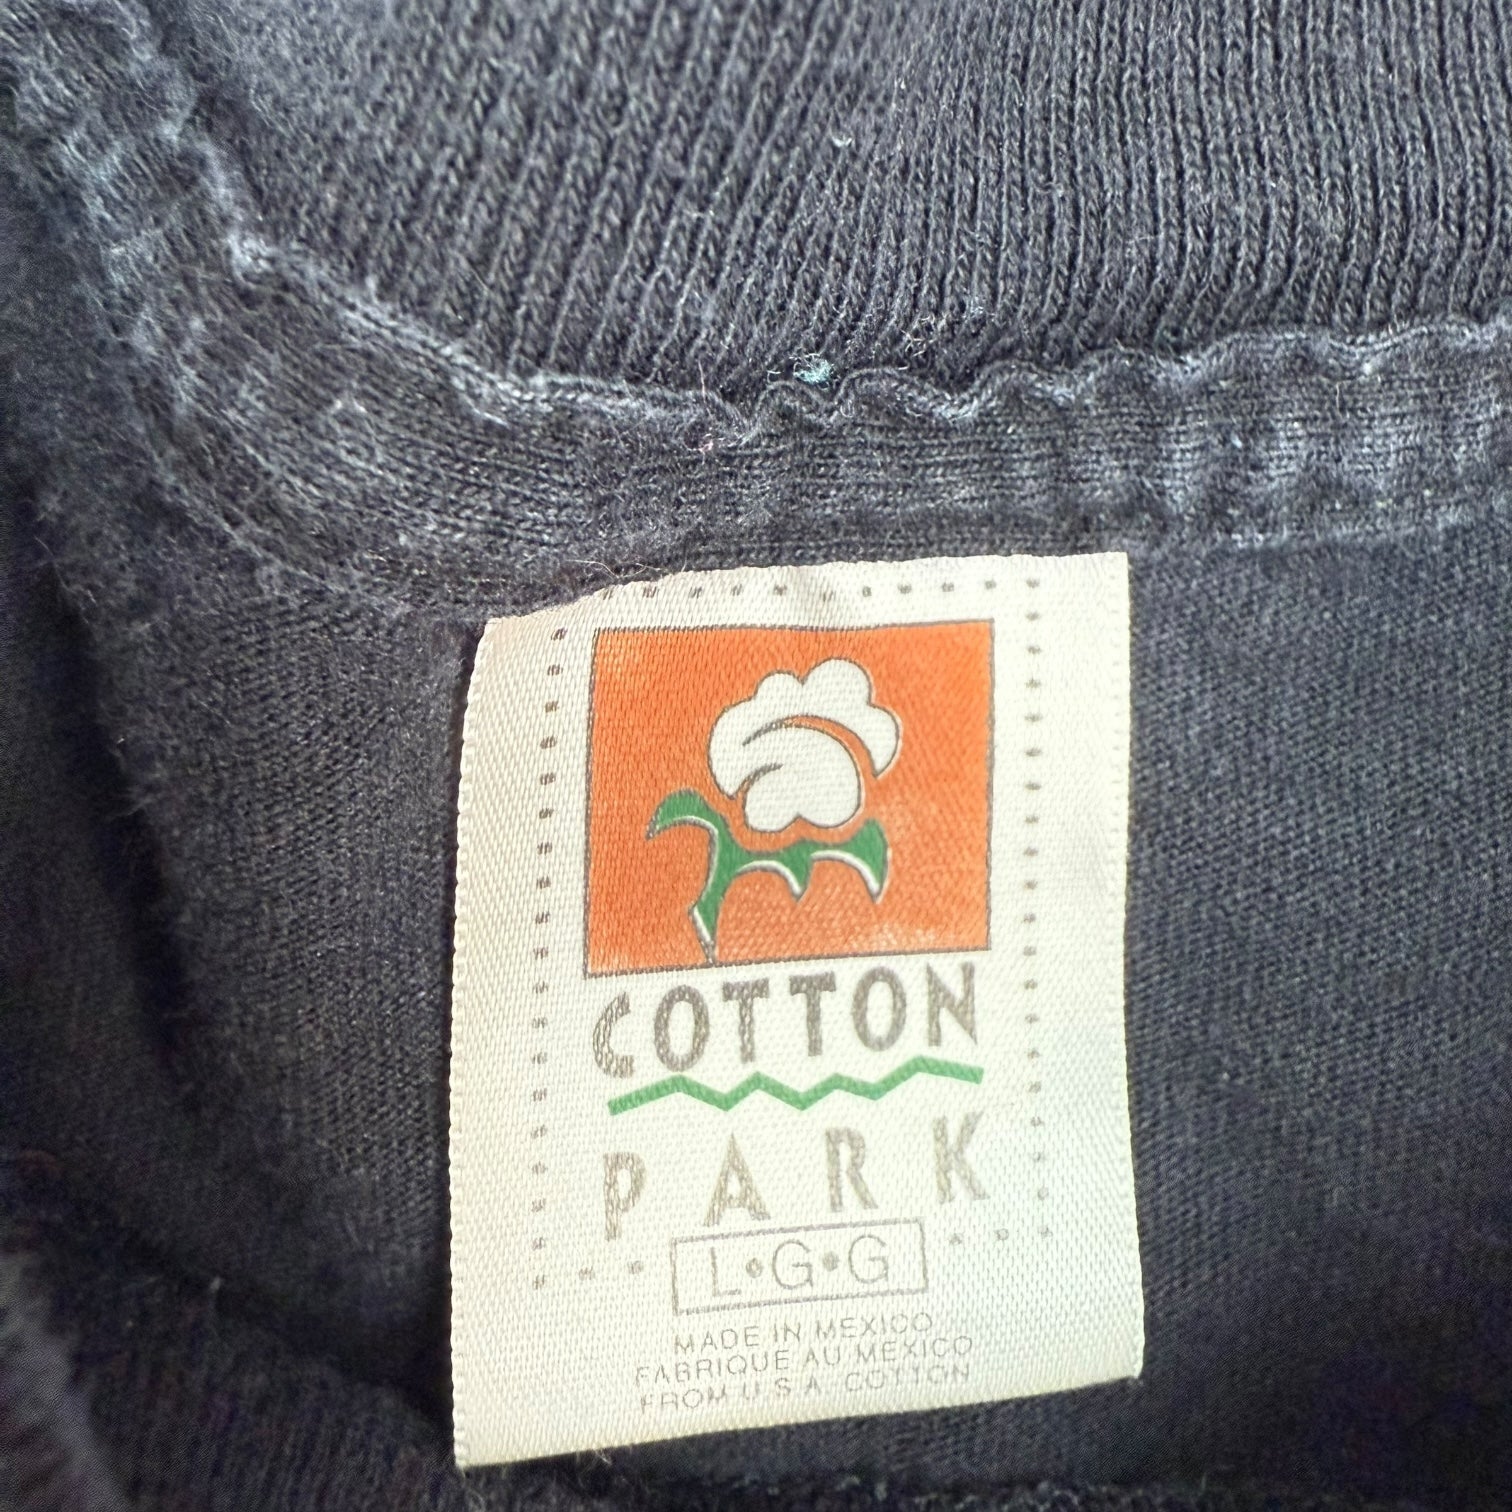 COTTON
PARK
L•G•G
MADE IN MEXICO
FABRIQUE AU MEXICO
FROM U.S.A. COTTON